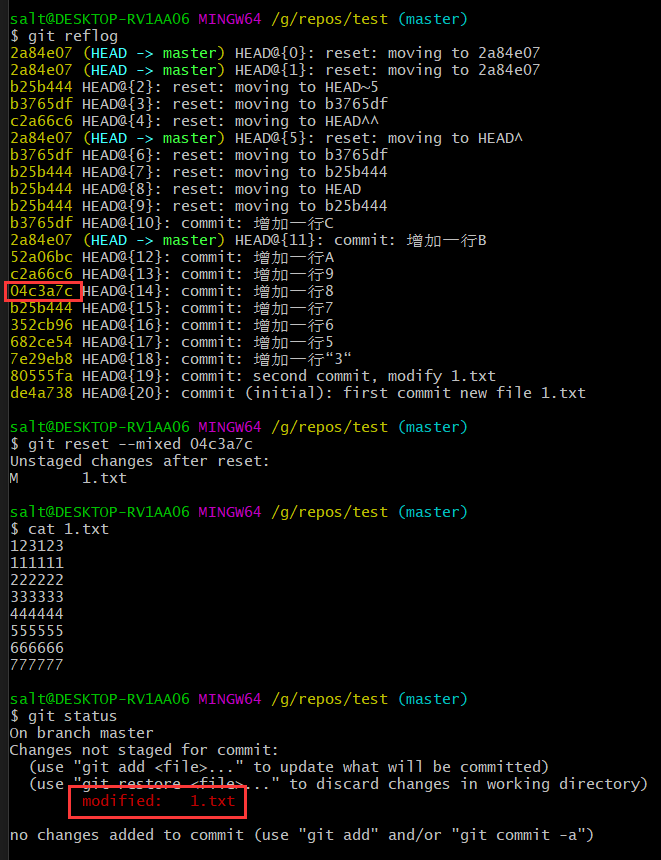 salt@DESKTOP-RV1AA06 MINGW64 /g/repos/test (master)
$ git reflog
2a84e07 (HEAD -> master) HEAD@{0}: reset: moving to 2a84e07
2a84e07 (HEAD -> master) HEAD@{1}: reset: moving to 2a84e07
b25b444 HEAD@{2}: reset: moving to HEAD~5
b3765df HEAD@{3}: reset: moving to b3765df
c2a66c6 HEAD@{4}: reset: moving to HEAD^^
2a84e07 (HEAD -> master) HEAD@{5}: reset: moving to HEAD^
b3765df HEAD@{6}: reset: moving to b3765df
b25b444 HEAD@{7}: reset: moving to b25b444
b25b444 HEAD@{8}: reset: moving to HEAD
b25b444 HEAD@{9}: reset: moving to b25b444
b3765df HEAD@{10}: commit: 增加一行C
2a84e07 (HEAD -> master) HEAD@{11}: commit: 增加一行B
52a06bc HEAD@{12}: commit: 增加一行A
c2a66c6 HEAD@{13}: commit: 增加一行9
04c3a7c HEAD@{14}: commit: 增加一行8
b25b444 HEAD@{15}: commit: 增加一行7
352cb96 HEAD@{16}: commit: 增加一行6
682ce54 HEAD@{17}: commit: 增加一行5
7e29eb8 HEAD@{18}: commit: 增加一行“3“
80555fa HEAD@{19}: commit: second commit, modify 1.txt
de4a738 HEAD@{20}: commit (initial): first commit new file 1.txt
salt@DESKTOP-RV1AA06 MINGW64 /g/repos/test (master)
$ git reset --mixed 04c3a7c
Unstaged changes after reset:
M       1.txt
salt@DESKTOP-RV1AA06 MINGW64 /g/repos/test (master)
$ cat 1.txt
123123
111111
222222
333333
444444
555555
666666
777777
salt@DESKTOP-RV1AA06 MINGW64 /g/repos/test (master)
$ git status
On branch master
Changes not staged for commit:
  (use "git add <file>..." to update what will be committed)
  (use "git restore <file>..." to discard changes in working directory)
        modified:   1.txt
no changes added to commit (use "git add" and/or "git commit -a")